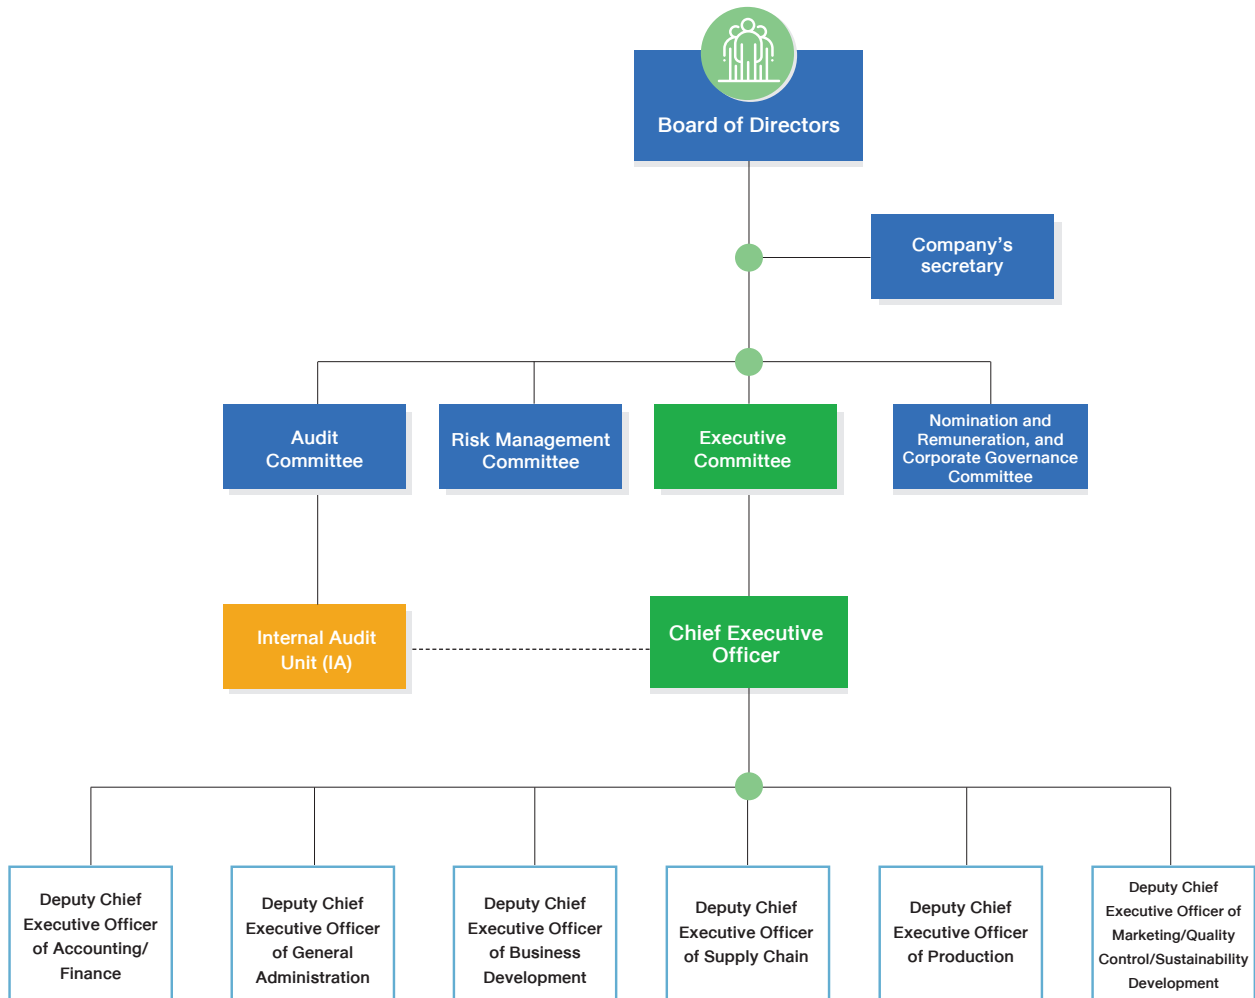 Board of Directors
Company’s
secretary
Audit
Committee
Risk Management
Committee
Executive
Committee
Nomination and
Remuneration, and
Corporate Governance
Committee
Internal Audit
Unit (IA)
Chief Executive
Officer
Deputy Chief
Executive Officer
of Accounting/
Finance
Deputy Chief
Executive Officer
of General
Administration
Deputy Chief
Executive Officer
of Business
Development
Deputy Chief
Executive Officer
of Supply Chain
Deputy Chief
Executive Officer
of Production
Deputy Chief
Executive Officer of
Marketing/Quality
Control/Sustainability
Development